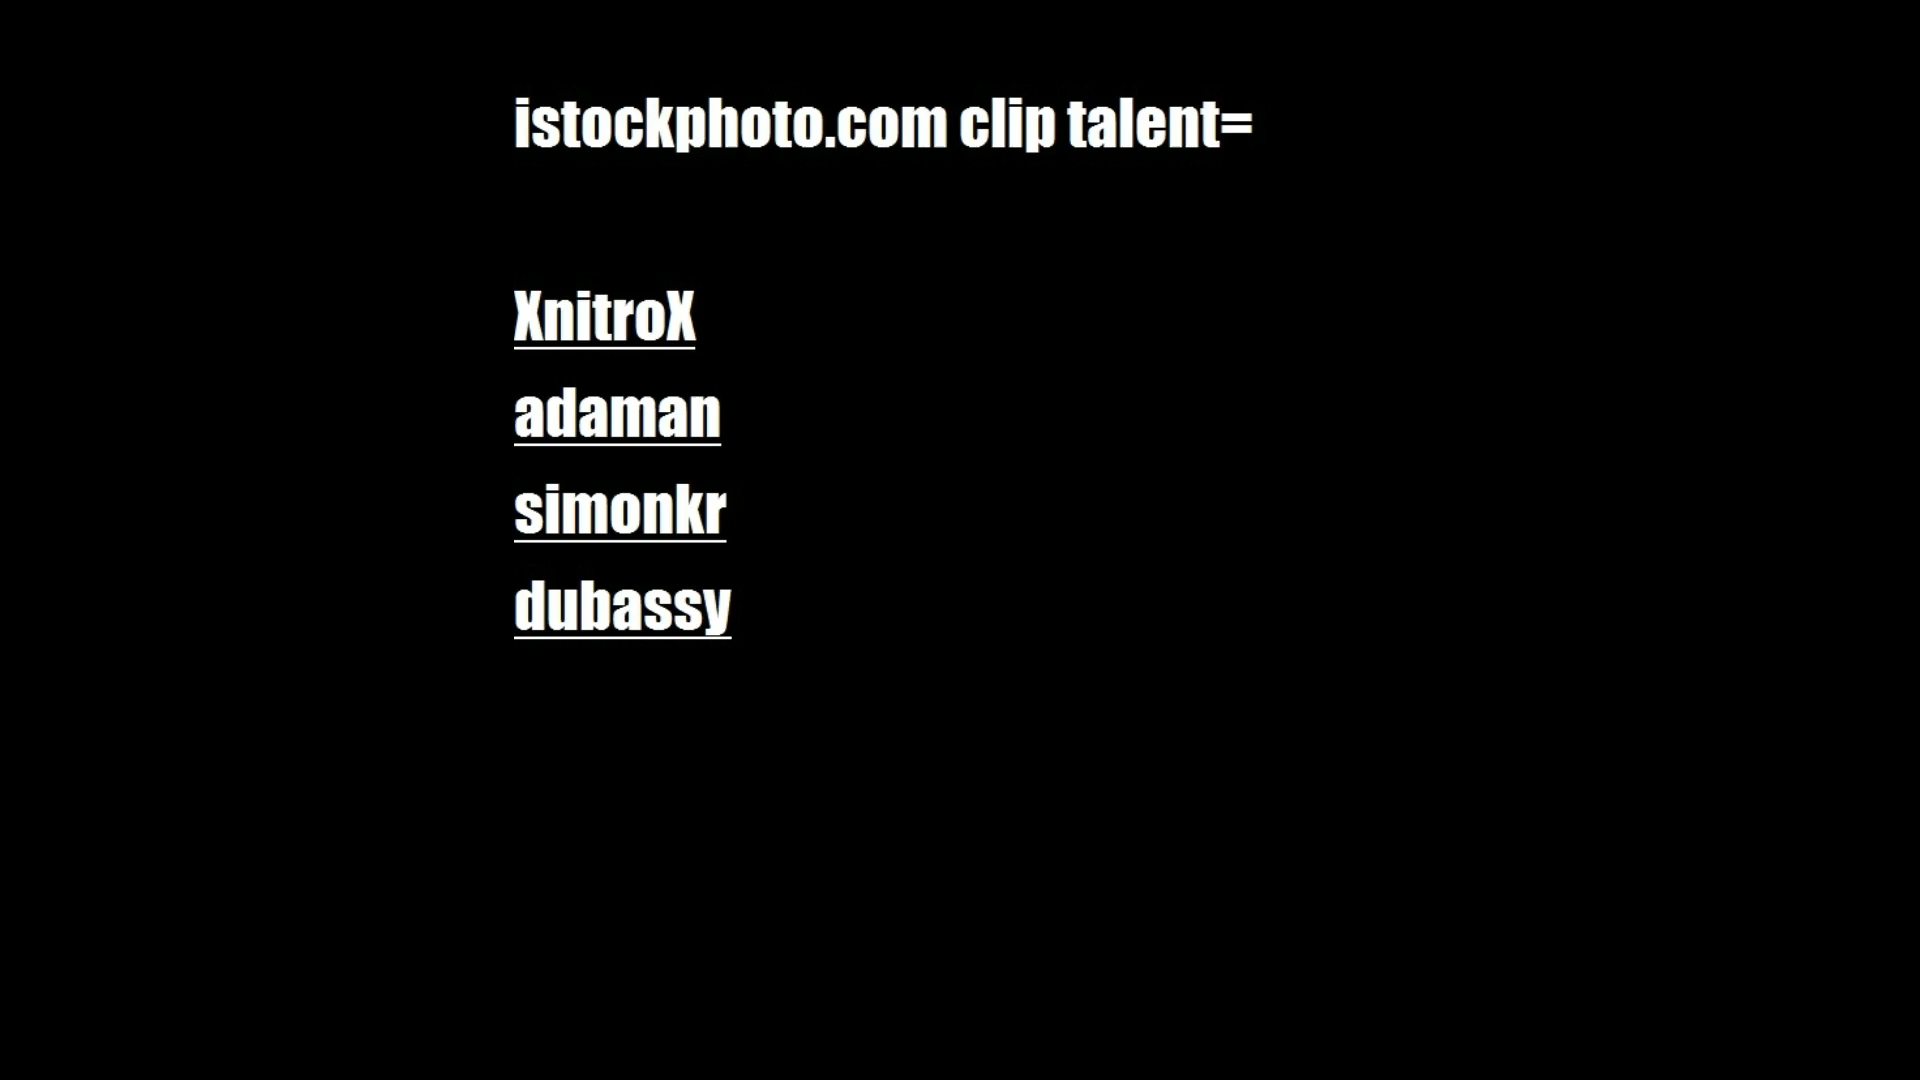 istockphoto.com clip talent=
XnitroX
adaman
simonkr
dubassy